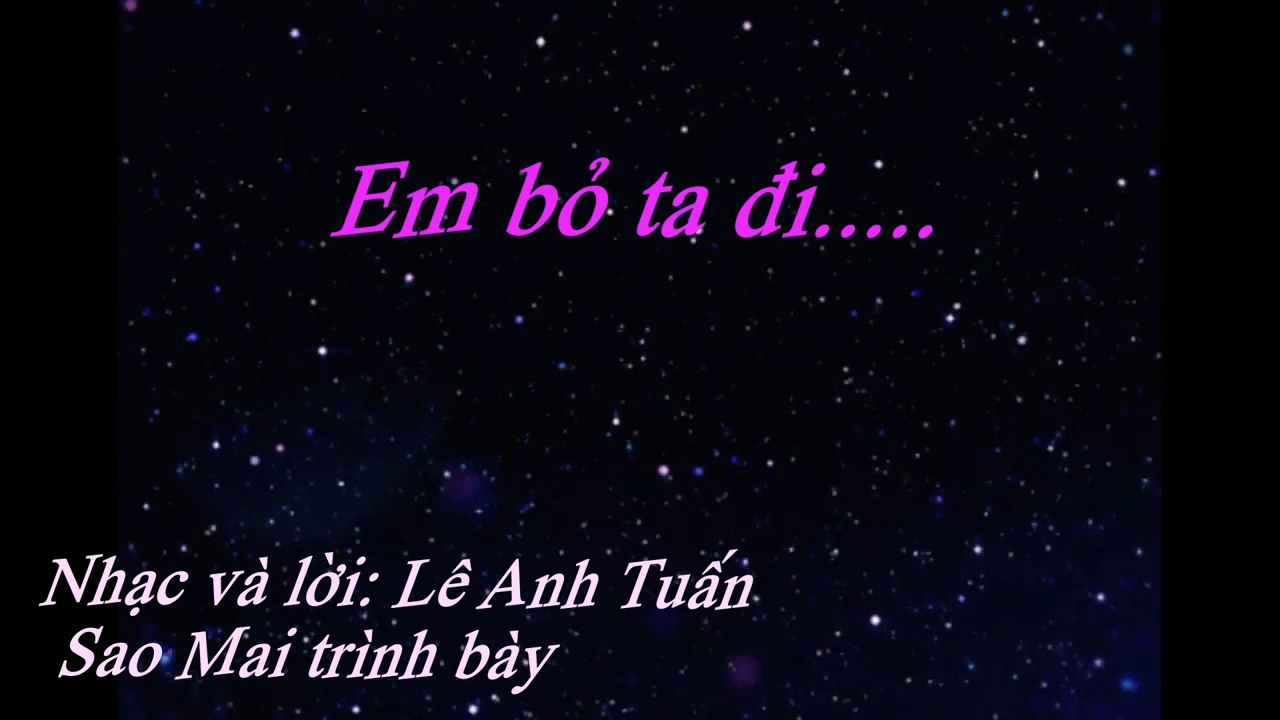 Em bỏ ta đi.....
Nhạc và lời: Lê Anh Tuấn
Sao Mai trình bày